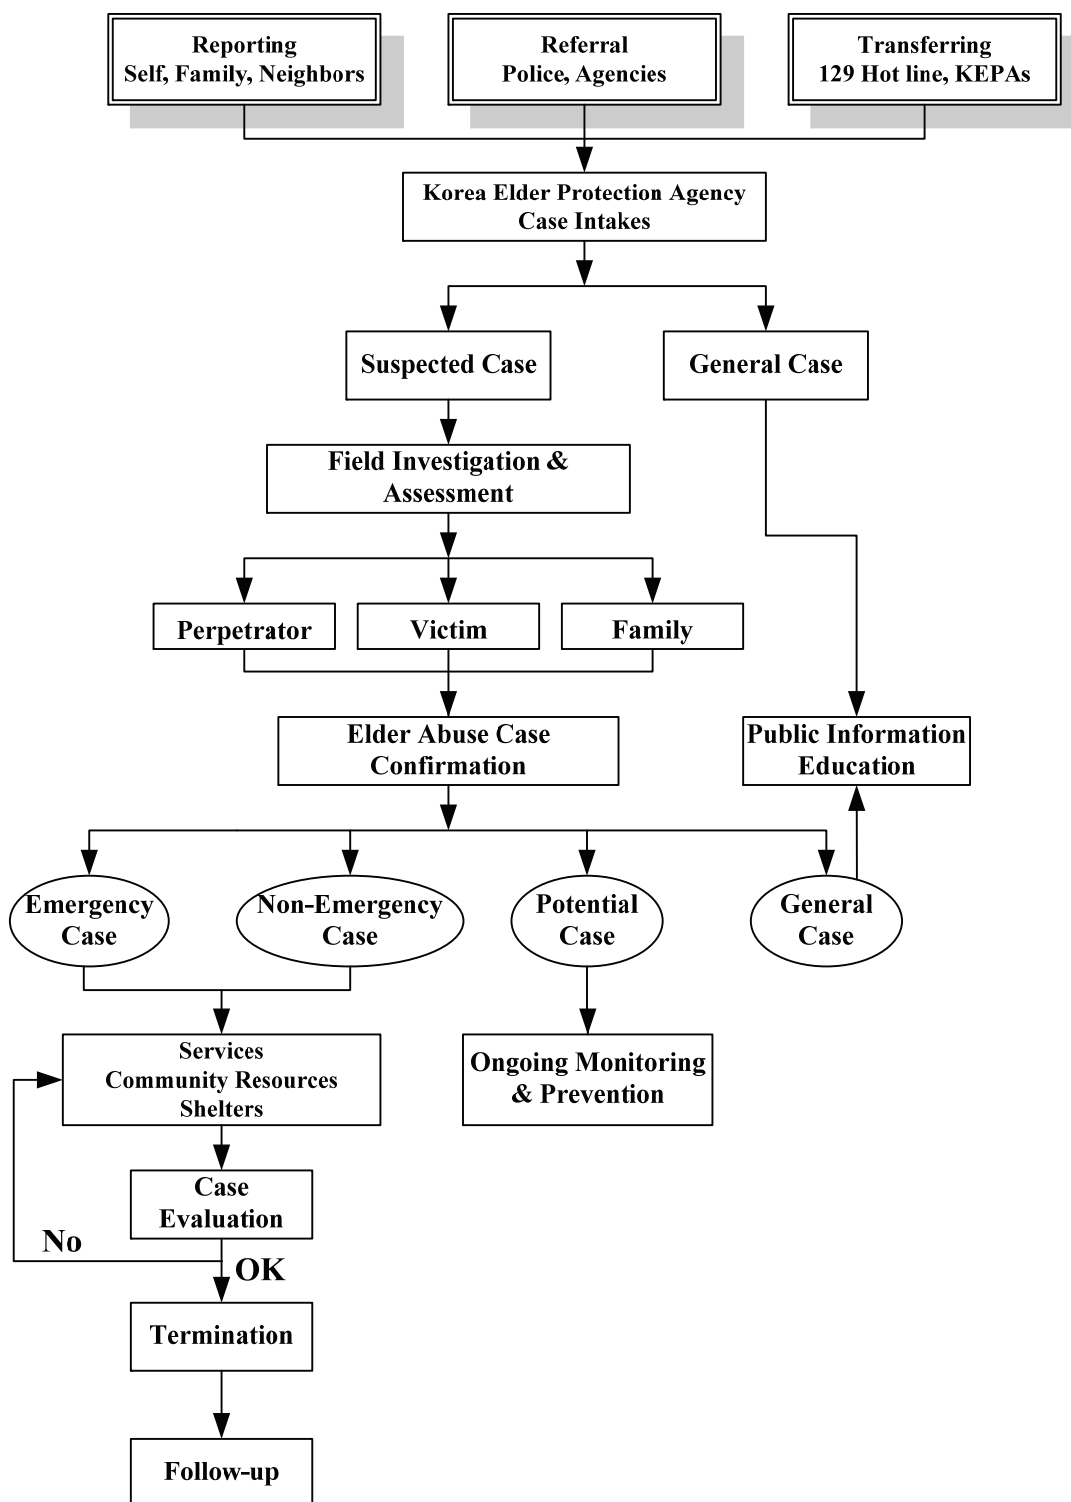 Reporting
Self, Family, Neighbors
Referral
Police, Agencies
Transferring
129 Hot line, KEPAs
Korea Elder Protection Agency
Case Intakes
Suspected Case
General Case
Field Investigation &
Assessment
Perpetrator
Victim
Family
Elder Abuse Case
Confirmation
Public Information
Education
Emergency
Case
Non-Emergency
Case
Potential
Case
General
Case
Services
Community Resources
Shelters
Ongoing Monitoring
& Prevention
Case
Evaluation
No
OK
Termination
Follow-up